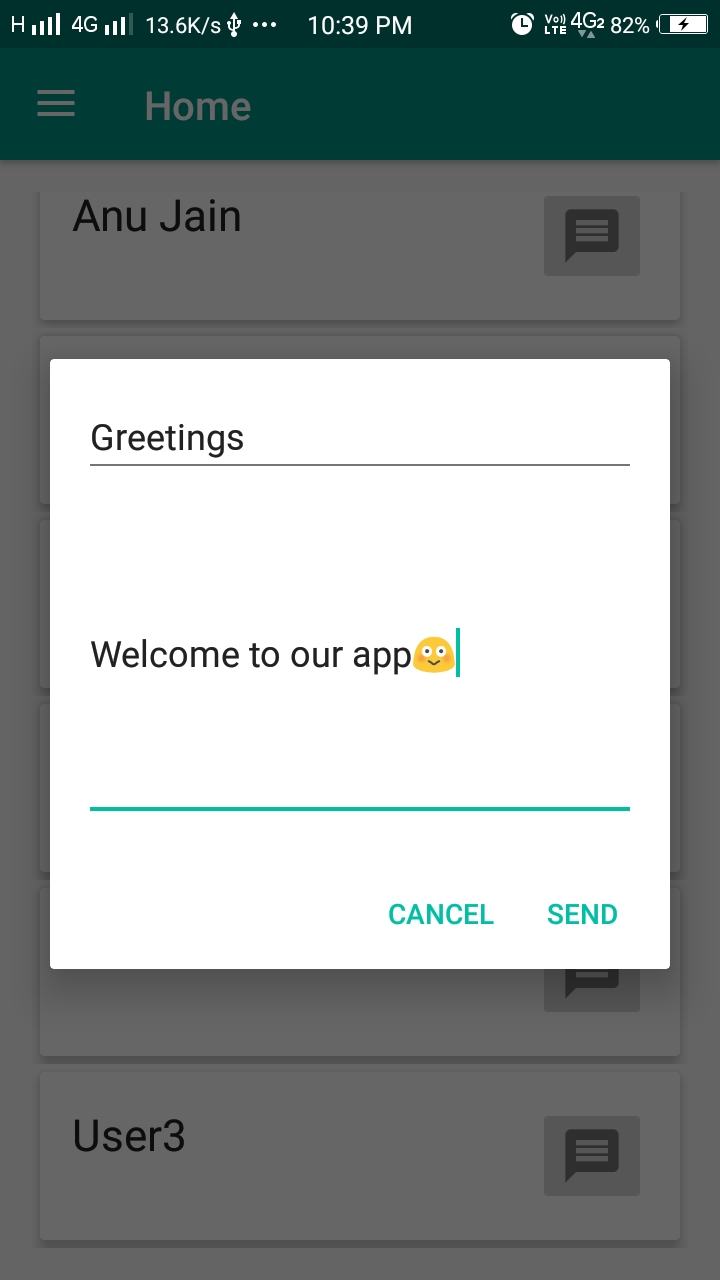 H 4G 13.6K/s 10:39 PM Vo)) LTE 4G2 82%
Home
Anu Jain
Greetings
Welcome to our app😳
CANCEL SEND
User3